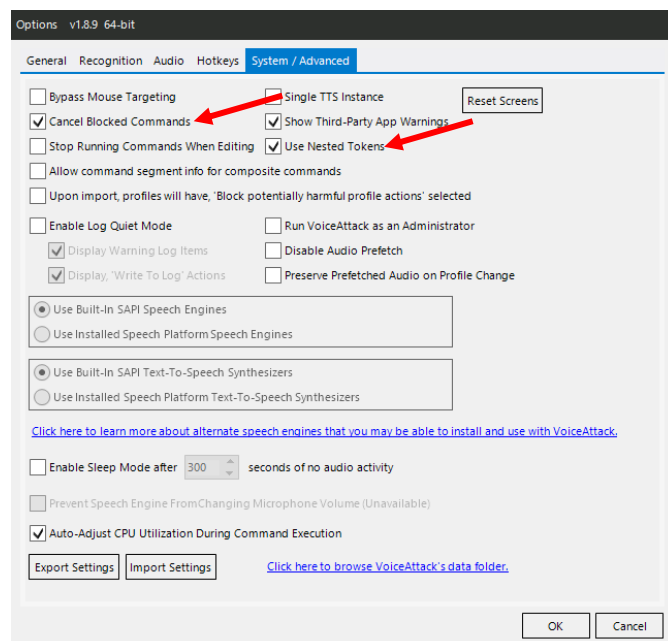 Options v1.8.9 64-bit
General Recognition Audio Hotkeys System / Advanced
Bypass Mouse Targeting Single TTS Instance Reset Screens
Cancel Blocked Commands Show Third-Party App Warnings
Stop Running Commands When Editing Use Nested Tokens
Allow command segment info for composite commands
Upon import, profiles will have, 'Block potentially harmful profile actions' selected
Enable Log Quiet Mode Run VoiceAttack as an Administrator
Display Warning Log Items Disable Audio Prefetch
Display, 'Write To Log' Actions Preserve Prefetched Audio on Profile Change
Use Built-In SAPI Speech Engines
Use Installed Speech Platform Speech Engines
Use Built-In SAPI Text-To-Speech Synthesizers
Use Installed Speech Platform Text-To-Speech Synthesizers
Click here to learn more about alternate speech engines that you may be able to install and use with VoiceAttack.
Enable Sleep Mode after 300 seconds of no audio activity
Prevent Speech Engine From Changing Microphone Volume (Unavailable)
Auto-Adjust CPU Utilization During Command Execution
Export Settings Import Settings Click here to browse VoiceAttack's data folder.
OK Cancel